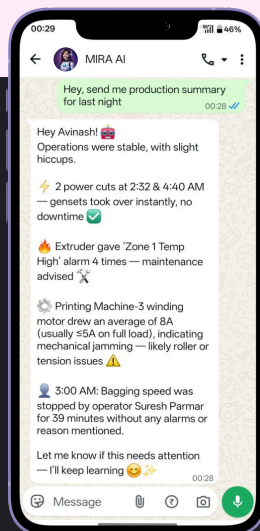 00:29
5G 46%
MIRA AI
Hey, send me production summary
for last night
00:28
Hey Avinash! 🤖
Operations were stable, with slight
hiccups.
⚡ 2 power cuts at 2:32 & 4:40 AM
— gensets took over instantly, no
downtime ✅
🔥 Extruder gave ‘Zone 1 Temp
High’ alarm 4 times — maintenance
advised 🛠️
⚙️ Printing Machine-3 winding
motor drew an average of 8A
(usually ≤5A on full load), indicating
mechanical jamming — likely roller or
tension issues ⚠️
👤 3:00 AM: Bagging speed was
stopped by operator Suresh Parmar
for 39 minutes without any alarms or
reason mentioned.
Let me know if this needs attention
— I’ll keep learning 😊✨
00:28
Message